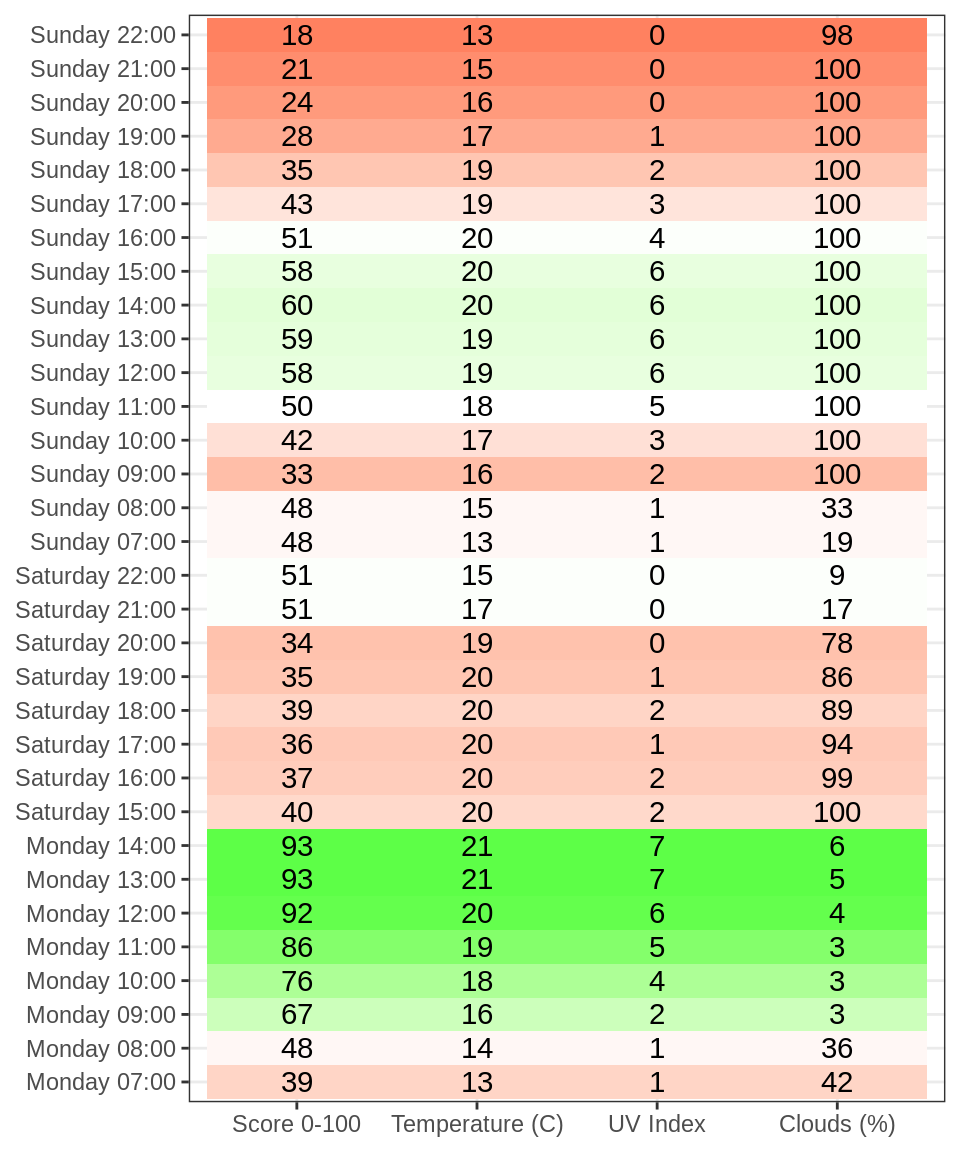 Sunday 22:00 18 13 0 98
Sunday 21:00 21 15 0 100
Sunday 20:00 24 16 0 100
Sunday 19:00 28 17 1 100
Sunday 18:00 35 19 2 100
Sunday 17:00 43 19 3 100
Sunday 16:00 51 20 4 100
Sunday 15:00 58 20 6 100
Sunday 14:00 60 20 6 100
Sunday 13:00 59 19 6 100
Sunday 12:00 58 19 6 100
Sunday 11:00 50 18 5 100
Sunday 10:00 42 17 3 100
Sunday 09:00 33 16 2 100
Sunday 08:00 48 15 1 33
Sunday 07:00 48 13 1 19
Saturday 22:00 51 15 0 9
Saturday 21:00 51 17 0 17
Saturday 20:00 34 19 0 78
Saturday 19:00 35 20 1 86
Saturday 18:00 39 20 2 89
Saturday 17:00 36 20 1 94
Saturday 16:00 37 20 2 99
Saturday 15:00 40 20 2 100
Monday 14:00 93 21 7 6
Monday 13:00 93 21 7 5
Monday 12:00 92 20 6 4
Monday 11:00 86 19 5 3
Monday 10:00 76 18 4 3
Monday 09:00 67 16 2 3
Monday 08:00 48 14 1 36
Monday 07:00 39 13 1 42
Score 0-100 Temperature (C) UV Index Clouds (%)